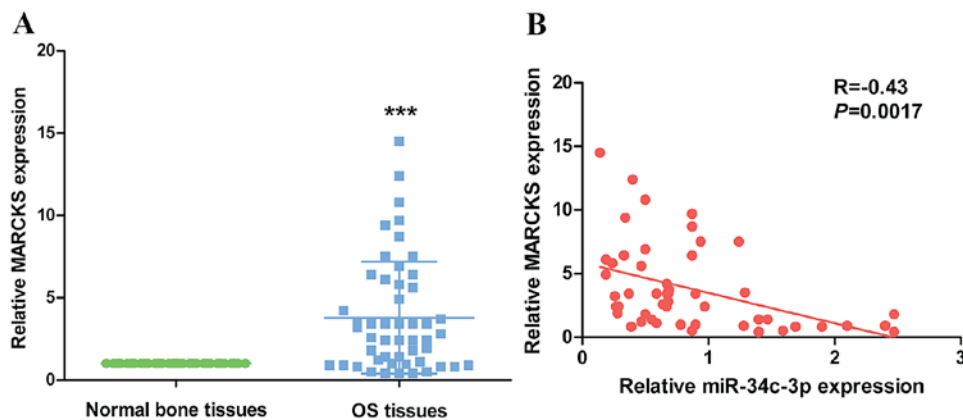 A
Relative MARCKS expression
20
15
10
5
0
***
Normal bone tissues
OS tissues
B
R=-0.43
P=0.0017
Relative MARCKS expression
20
15
10
5
0
0
1
2
3
Relative miR-34c-3p expression